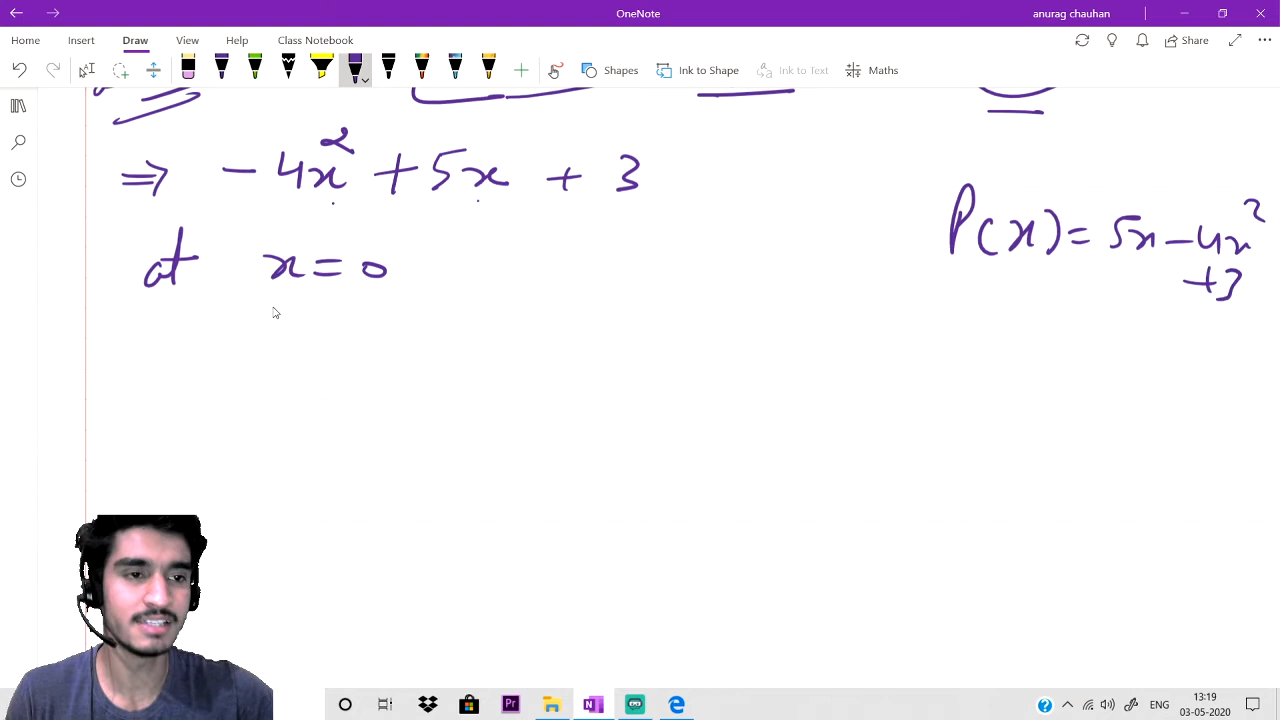 OneNote
anurag chauhan
Home Insert Draw View Help Class Notebook
Share
Shapes Ink to Shape Ink to Text Maths
⇒ -4x² + 5x + 3
P(x) = 5x - 4x²
+3
at x = 0
ENG
13:19
03-05-2020